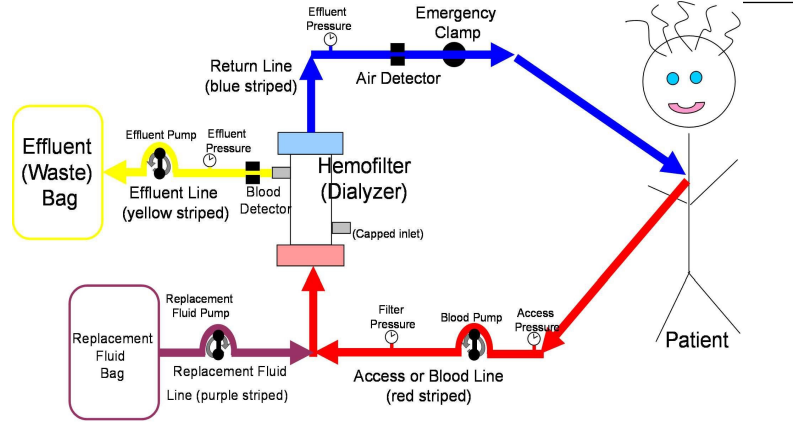 Effluent
Pressure
Emergency
Clamp
Return Line
(blue striped)
Air Detector
Effluent Pump
Effluent
Pressure
Effluent
(Waste)
Bag
Hemofilter
(Dialyzer)
Effluent Line
(yellow striped)
Blood
Detector
(Capped inlet)
Replacement
Fluid Pump
Filter
Pressure
Blood Pump
Access
Pressure
Patient
Replacement
Fluid
Bag
Replacement Fluid
Line (purple striped)
Access or Blood Line
(red striped)